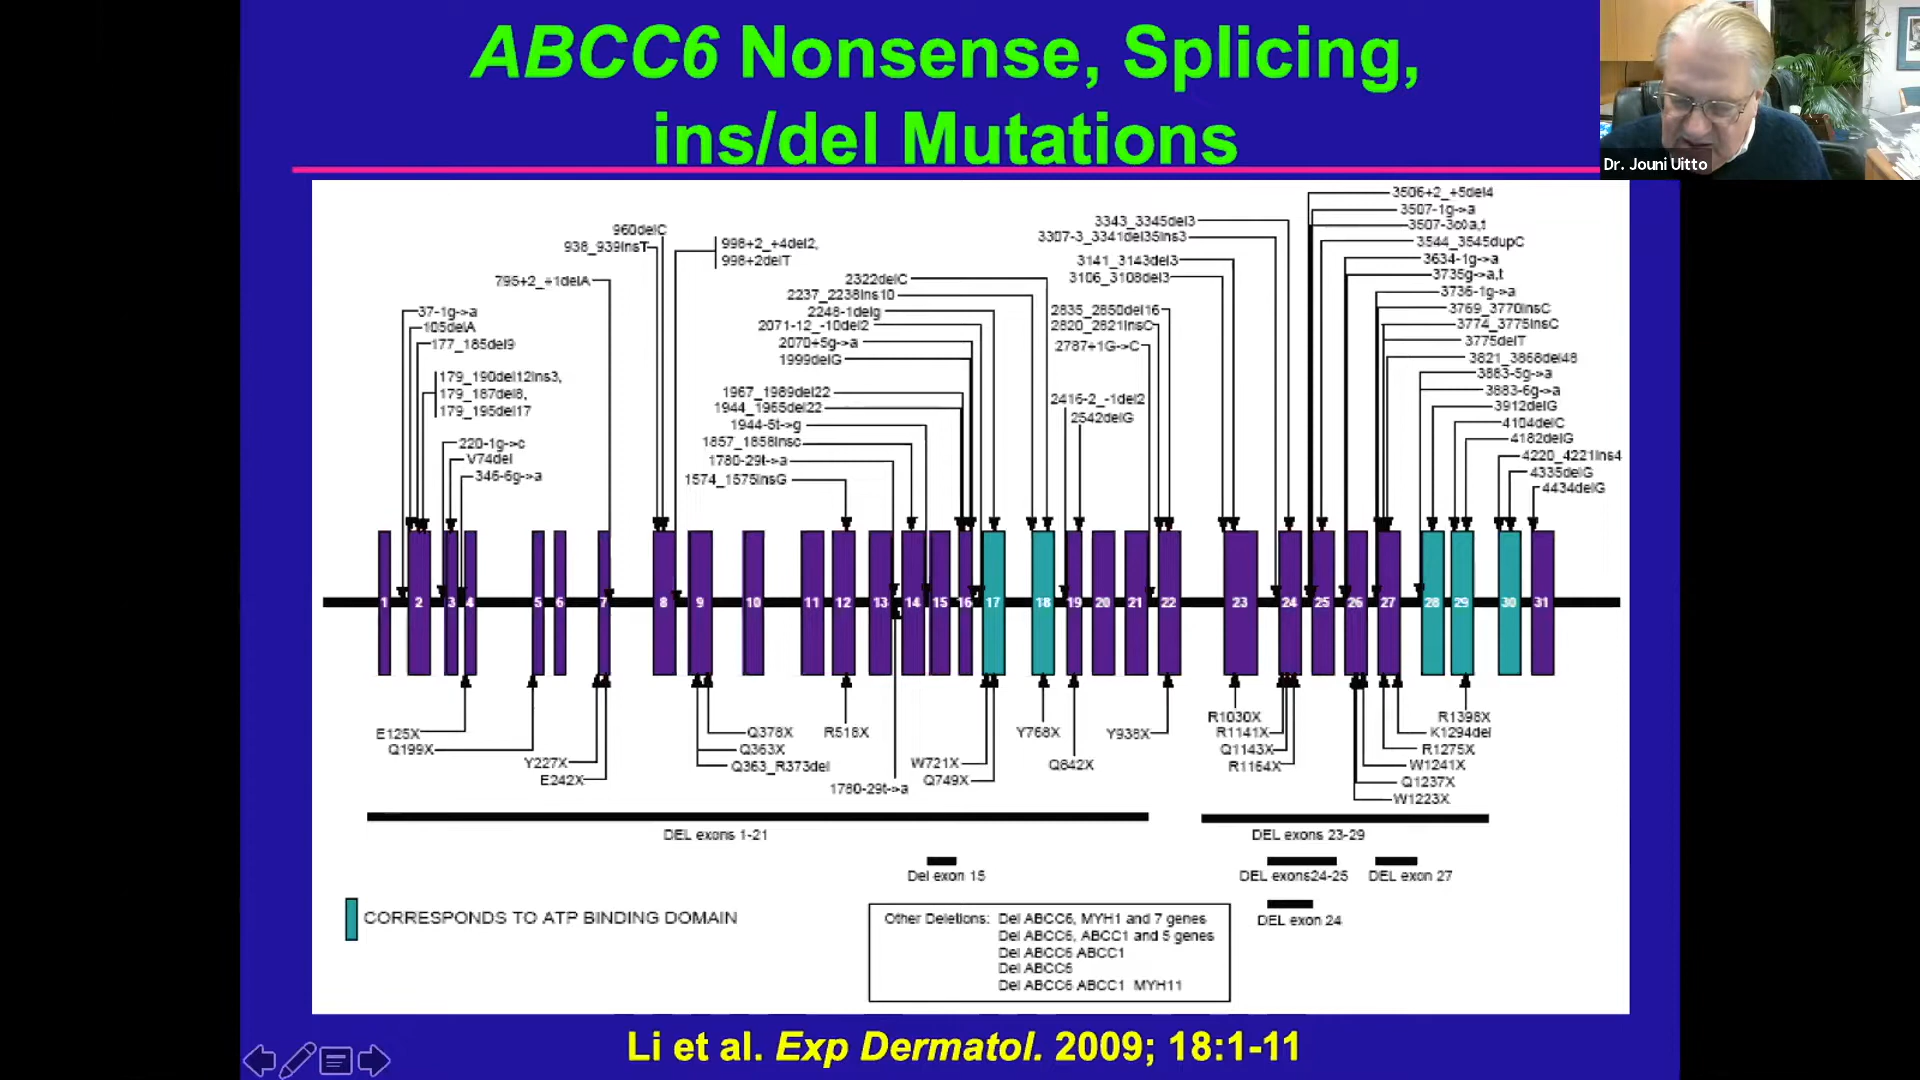 ABCC6 Nonsense, Splicing,
ins/del Mutations
Dr. Jouni Uitto
960delC
938_939insT
998+2_+4del2,
998+2delT
795+2_+1delA
37-1g->a
105delA
177_185del9
179_190del12ins3,
179_187del8,
179_195del17
220-1g->c
V74del
346-6g->a
2322delC
2237_2238ins10
2248-1delg
2071-12_-10del2
2070+5g->a
1999delG
1967_1989del22
1944_1965del22
1944-5t->g
1857_1858insc
1780-29t->a
1574_1575insG
3343_3345del3
3307-3_3341del35ins3
3141_3143del3
3106_3108del3
2835_2850del16
2820_2821insC
2787+1G->C
2416-2_-1del2
2542delG
3506+2_+5del4
3507-1g->a
3544_3545dupC
3634-1g->a
3735g->a,t
3736-1g->a
3769_3770insC
3774_3775insC
3775delT
3821_3868del48
3883-5g->a
3883-6g->a
3912delG
4104delC
4182delG
4220_4221ins4
4335delG
4434delG
1 2 3 4 5 6 7 8 9 10 11 12 13 14 15 16 17 18 19 20 21 22 23 24 25 26 27 28 29 30 31
E125X
Q199X
Y227X
E242X
Q378X
Q363X
Q363_R373del
R518X
1780-29t->a
W721X
Q749X
Y768X
Q842X
Y938X
R1030X
R1141X
Q1143X
R1164X
R1398X
K1294del
R1275X
W1241X
Q1237X
W1223X
DEL exons 1-21
DEL exons 23-29
Del exon 15
DEL exons24-25
DEL exon 27
DEL exon 24
CORRESPONDS TO ATP BINDING DOMAIN
Other Deletions: Del ABCC6, MYH1 and 7 genes
Del ABCC6, ABCC1 and 5 genes
Del ABCC6 ABCC1
Del ABCC6
Del ABCC6 ABCC1 MYH11
Li et al. Exp Dermatol. 2009; 18:1-11